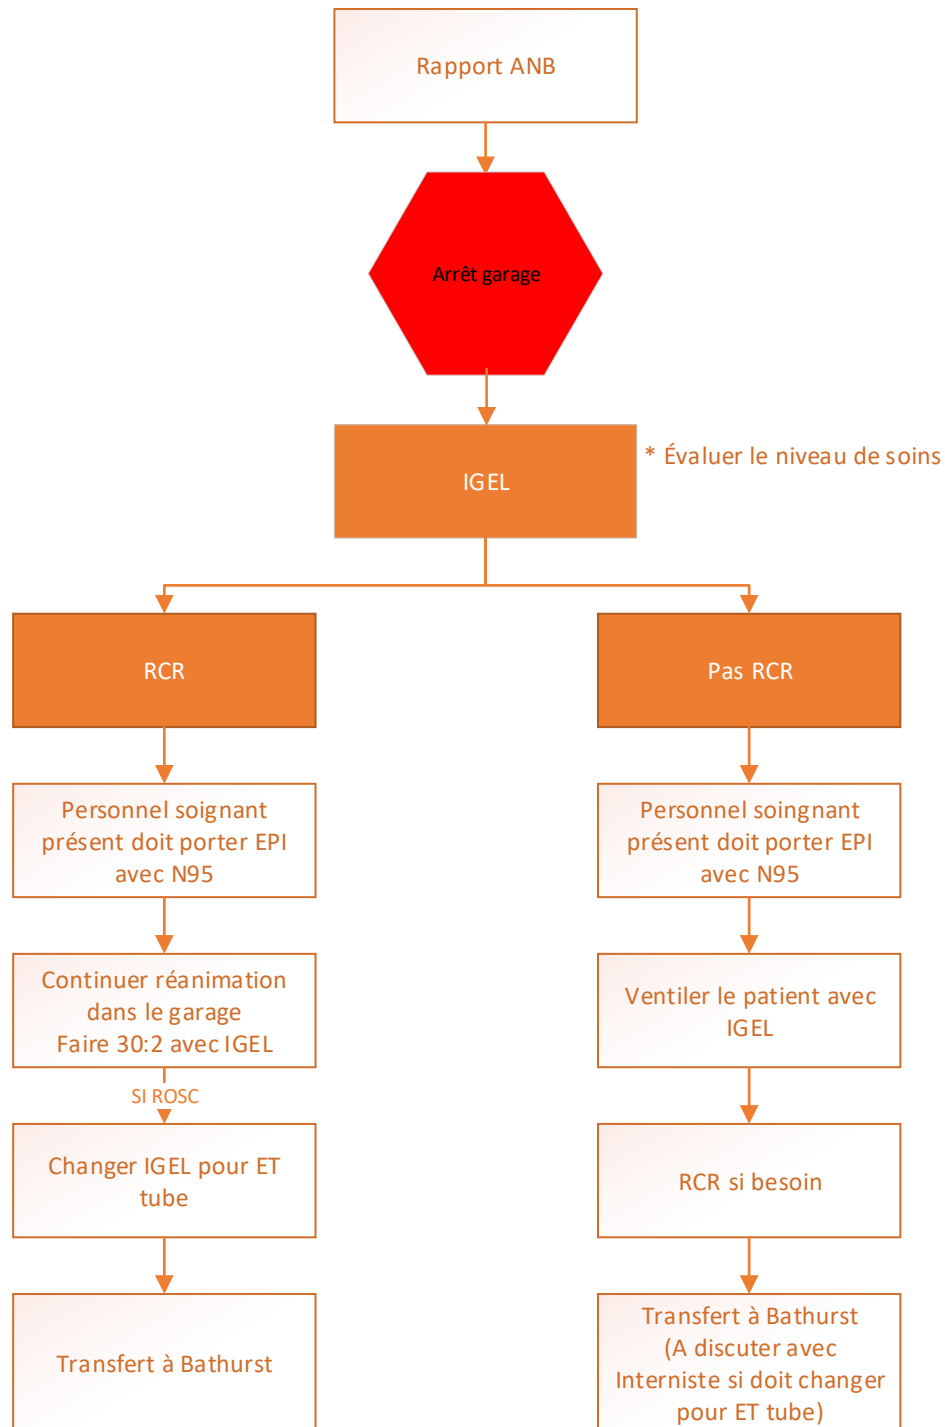 Rapport ANB
Arrêt garage
IGEL
* Évaluer le niveau de soins
RCR
Personnel soignant
présent doit porter EPI
avec N95
Continuer réanimation
dans le garage
Faire 30:2 avec IGEL
SI ROSC
Changer IGEL pour ET
tube
Transfert à Bathurst
Pas RCR
Personnel soingnant
présent doit porter EPI
avec N95
Ventiler le patient avec
IGEL
RCR si besoin
Transfert à Bathurst
(A discuter avec
Interniste si doit changer
pour ET tube)